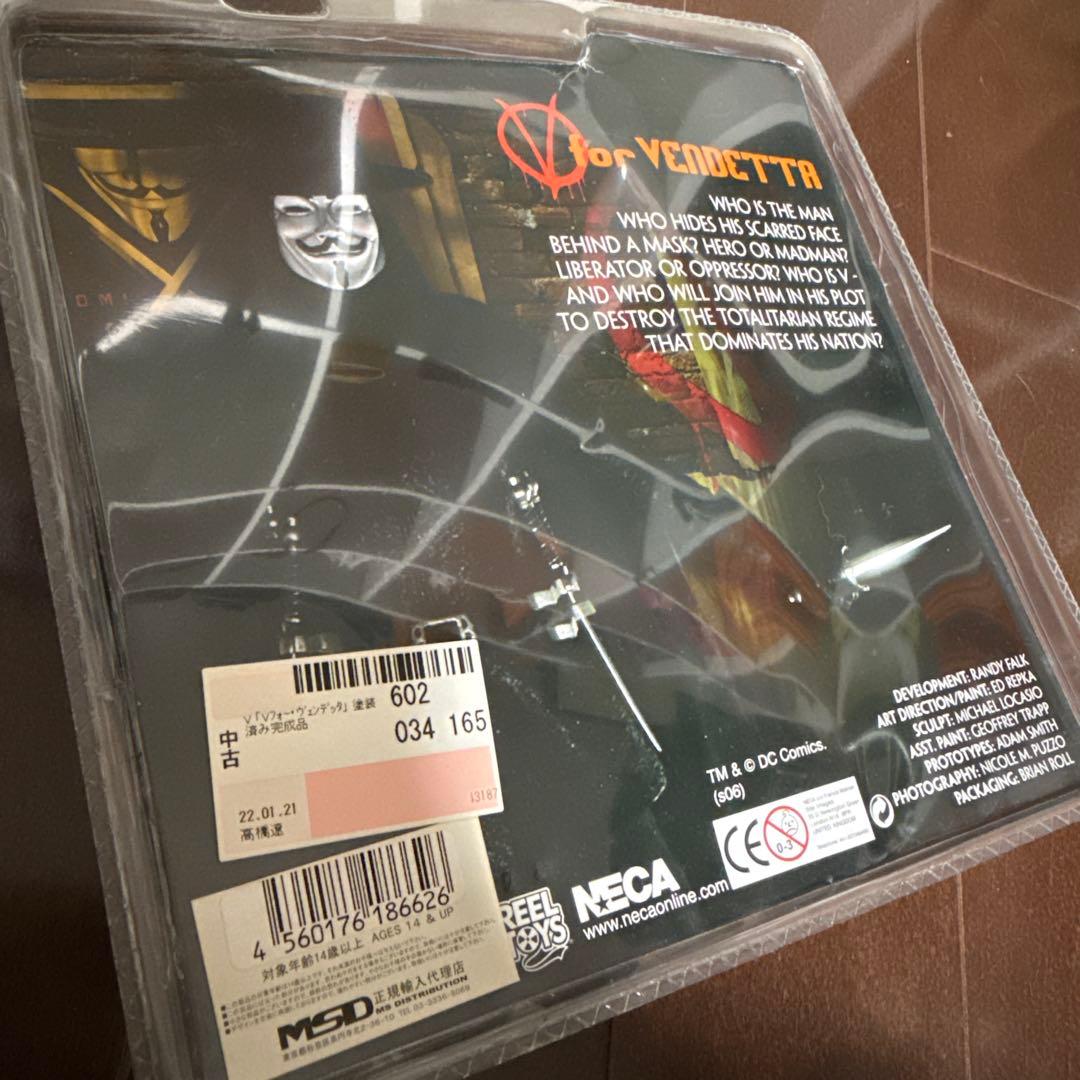 V for VENDETTA
WHO IS THE MAN
WHO HIDES HIS SCARRED FACE
BEHIND A MASK? HERO OR MADMAN?
LIBERATOR OR OPPRESSOR? WHO IS V -
AND WHO WILL JOIN HIM IN HIS PLOT
TO DESTROY THE TOTALITARIAN REGIME
THAT DOMINATES HIS NATION?
DEVELOPMENT: RANDY FALK
ART DIRECTION/PAINT: ED REPKA
SCULPT: MICHAEL LOCASIO
ASST. PAINT: GEOFFREY TRAPP
PROTOTYPES: ADAM SMITH
PHOTOGRAPHY: NICOLE M. PUZZO
PACKAGING: BRIAN ROLL
TM & © DC Comics.
(s06)
CE
0-3
UNITED KINGDOM
REEL
TOYS
NECA
www.necaonline.com
V「Vフォー・ヴェンデッタ」塗装
済み完成品
602
034 165
中古
22.01.21
13187
4 560176 186626
対象年齢14歳以上 AGES 14 & UP
MSD 正規輸入代理店
MS DISTRIBUTION